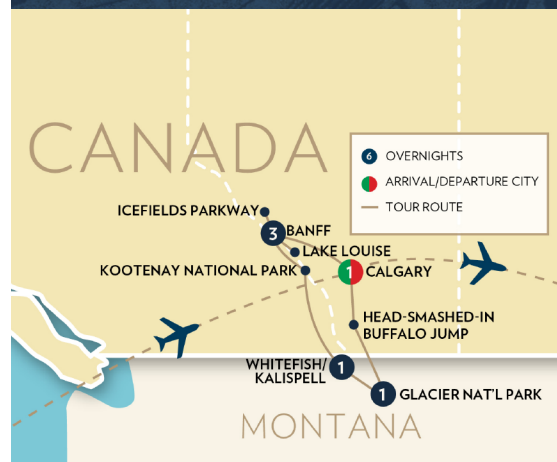 CANADA
6 OVERNIGHTS
ARRIVAL/DEPARTURE CITY
TOUR ROUTE
ICEFIELDS PARKWAY
3 BANFF
LAKE LOUISE
KOOTENAY NATIONAL PARK
1 CALGARY
HEAD-SMASHED-IN
BUFFALO JUMP
WHITEFISH/
KALISPELL 1
1 GLACIER NAT'L PARK
MONTANA